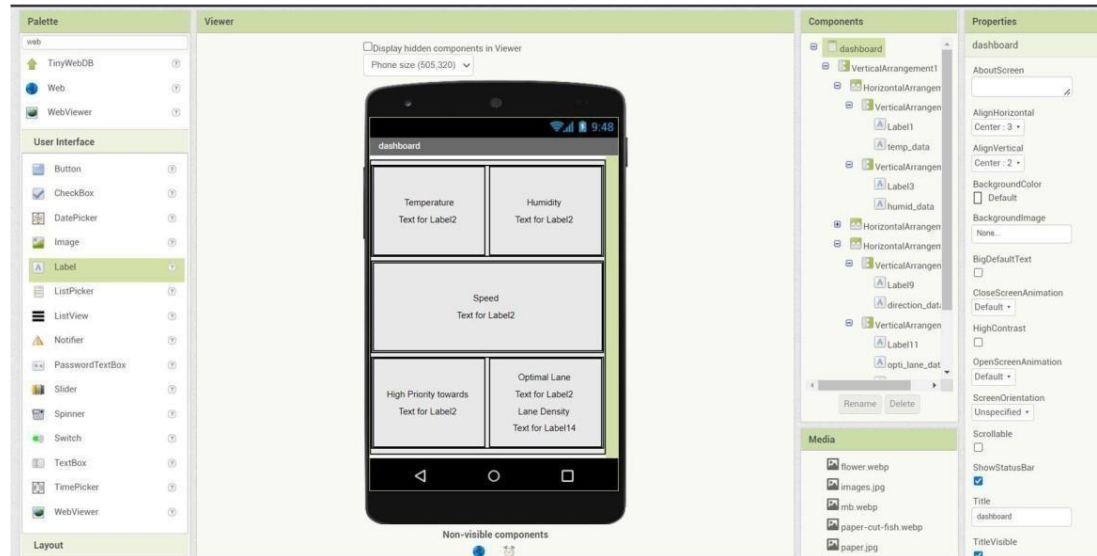 Palette
web
TinyWebDB
Web
WebViewer
User Interface
Button
CheckBox
DatePicker
Image
Label
ListPicker
ListView
Notifier
PasswordTextBox
Slider
Spinner
Switch
TextBox
TimePicker
WebViewer
Layout
Viewer
Display hidden components in Viewer
Phone size (505,320)
9:48
dashboard
Temperature
Text for Label2
Humidity
Text for Label2
Speed
Text for Label2
High Priority towards
Text for Label2
Optimal Lane
Text for Label2
Lane Density
Text for Label14
Non-visible components
Components
dashboard
VerticalArrangement1
HorizontalArrangen
VerticalArrangen
Label1
temp_data
VerticalArrangen
Label3
humid_data
HorizontalArrangen
HorizontalArrangen
VerticalArrangen
Label9
direction_data
VerticalArrangen
Label11
opti_lane_dat
Rename Delete
Media
flower.webp
images.jpg
mb.webp
paper-cut-fish.webp
paper.jpg
Properties
dashboard
AboutScreen
AlignHorizontal
Center : 3
AlignVertical
Center : 2
BackgroundColor
Default
BackgroundImage
None...
BigDefaultText
CloseScreenAnimation
Default
HighContrast
OpenScreenAnimation
Default
ScreenOrientation
Unspecified
Scrollable
ShowStatusBar
Title
dashboard
TitleVisible